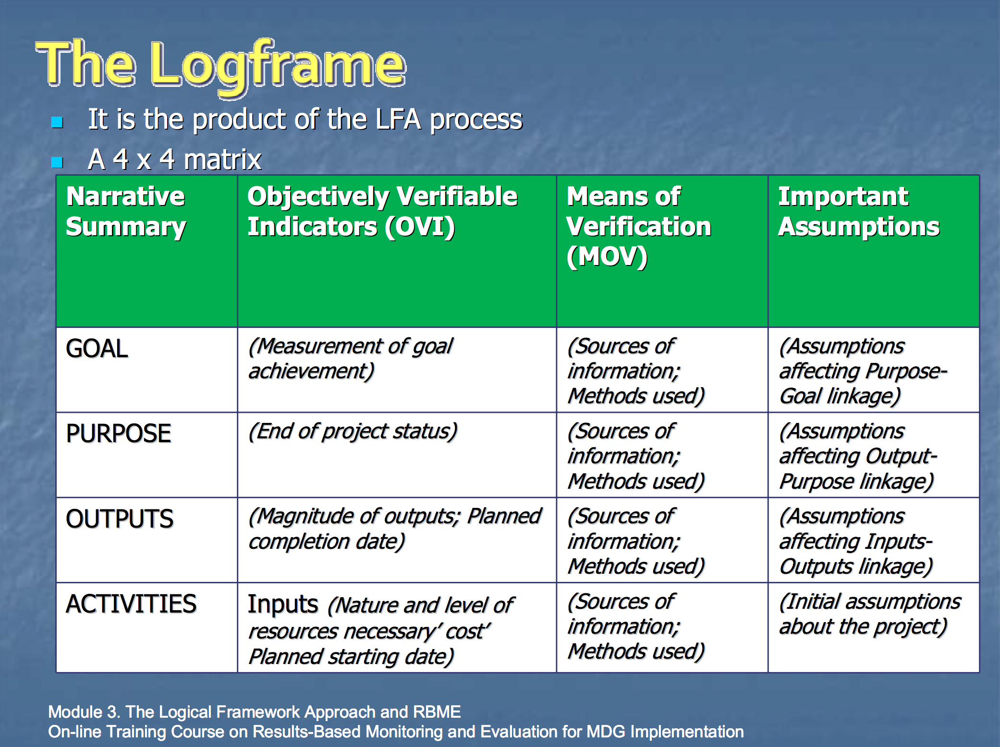 The Logframe
It is the product of the LFA process
A 4 x 4 matrix
Narrative
Summary
Objectively Verifiable
Indicators (OVI)
Means of
Verification
(MOV)
Important
Assumptions
GOAL
(Measurement of goal
achievement)
(Sources of
information;
Methods used)
(Assumptions
affecting Purpose-
Goal linkage)
PURPOSE
(End of project status)
(Sources of
information;
Methods used)
(Assumptions
affecting Output-
Purpose linkage)
OUTPUTS
(Magnitude of outputs; Planned
completion date)
(Sources of
information;
Methods used)
(Assumptions
affecting Inputs-
Outputs linkage)
ACTIVITIES
Inputs (Nature and level of
resources necessary’ cost’
Planned starting date)
(Sources of
information;
Methods used)
(Initial assumptions
about the project)
Module 3. The Logical Framework Approach and RBME
On-line Training Course on Results-Based Monitoring and Evaluation for MDG Implementation